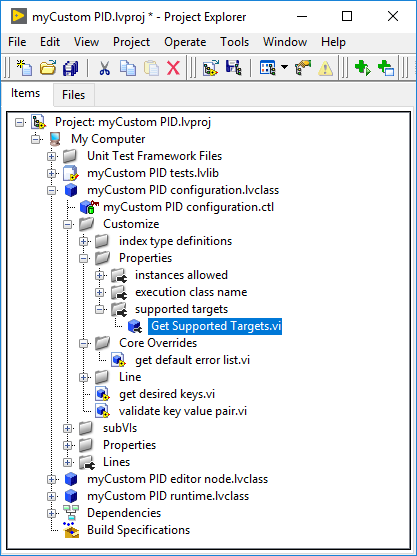 myCustom PID.lvproj * - Project Explorer
File Edit View Project Operate Tools Window Help
Items Files
Project: myCustom PID.lvproj
My Computer
Unit Test Framework Files
myCustom PID tests.lvlib
myCustom PID configuration.lvclass
myCustom PID configuration.ctl
Customize
index type definitions
Properties
instances allowed
execution class name
supported targets
Get Supported Targets.vi
Core Overrides
get default error list.vi
Line
get desired keys.vi
validate key value pair.vi
subVIs
Properties
Lines
myCustom PID editor node.lvclass
myCustom PID runtime.lvclass
Dependencies
Build Specifications